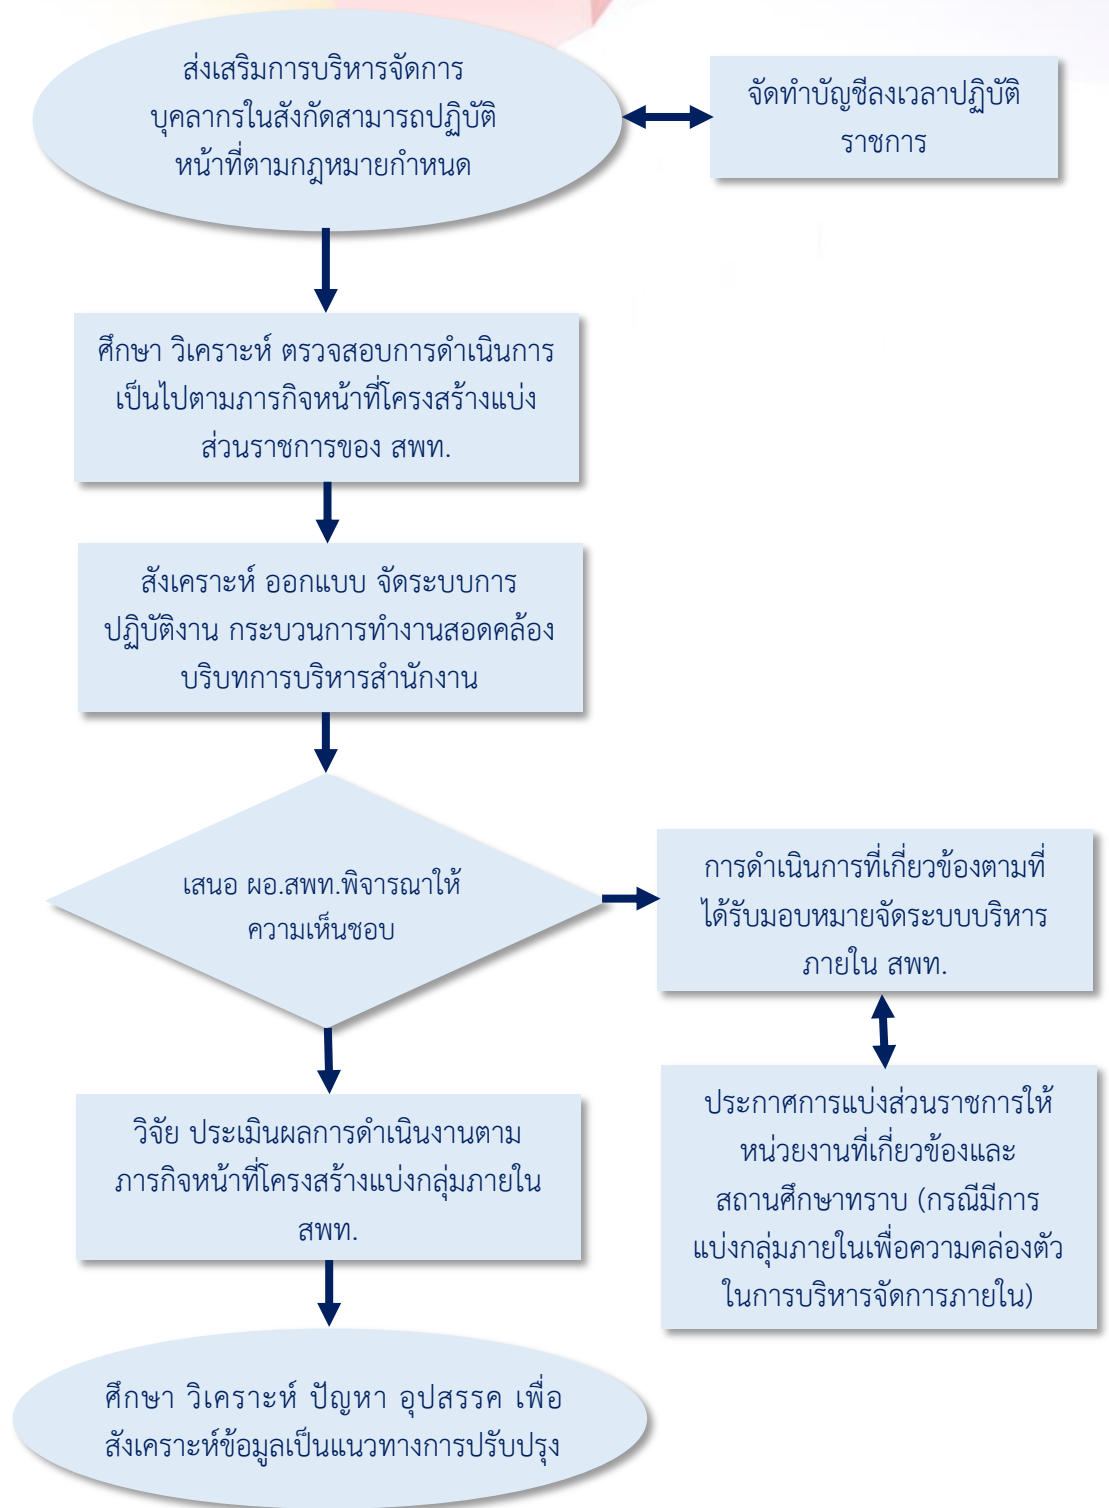 ส่งเสริมการบริหารจัดการ
บุคลากรในสังกัดสามารถปฏิบัติ
หน้าที่ตามกฎหมายกำหนด
จัดทำบัญชีลงเวลาปฏิบัติ
ราชการ
ศึกษา วิเคราะห์ ตรวจสอบการดำเนินการ
เป็นไปตามภารกิจหน้าที่โครงสร้างแบ่ง
ส่วนราชการของ สพท.
สังเคราะห์ ออกแบบ จัดระบบการ
ปฏิบัติงาน กระบวนการทำงานสอดคล้อง
บริบทการบริหารสำนักงาน
เสนอ ผอ.สพท.พิจารณาให้
ความเห็นชอบ
การดำเนินการที่เกี่ยวข้องตามที่
ได้รับมอบหมายจัดระบบบริหาร
ภายใน สพท.
ประกาศการแบ่งส่วนราชการให้
หน่วยงานที่เกี่ยวข้องและ
สถานศึกษาทราบ (กรณีมีการ
แบ่งกลุ่มภายในเพื่อความคล่องตัว
ในการบริหารจัดการภายใน)
วิจัย ประเมินผลการดำเนินงานตาม
ภารกิจหน้าที่โครงสร้างแบ่งกลุ่มภายใน
สพท.
ศึกษา วิเคราะห์ ปัญหา อุปสรรค เพื่อ
สังเคราะห์ข้อมูลเป็นแนวทางการปรับปรุง